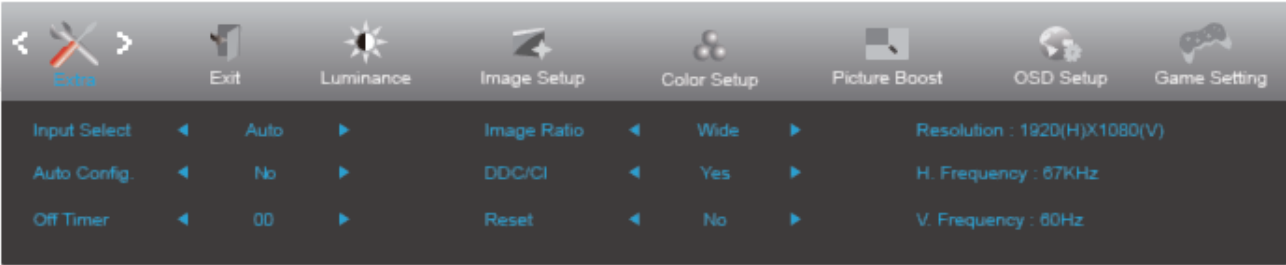 Extra Exit Luminance Image Setup Color Setup Picture Boost OSD Setup Game Setting
Input Select Auto Image Ratio Wide Resolution : 1920(H)X1080(V)
Auto Config. No DDC/CI Yes H. Frequency : 67KHz
Off Timer 00 Reset No V. Frequency : 60Hz